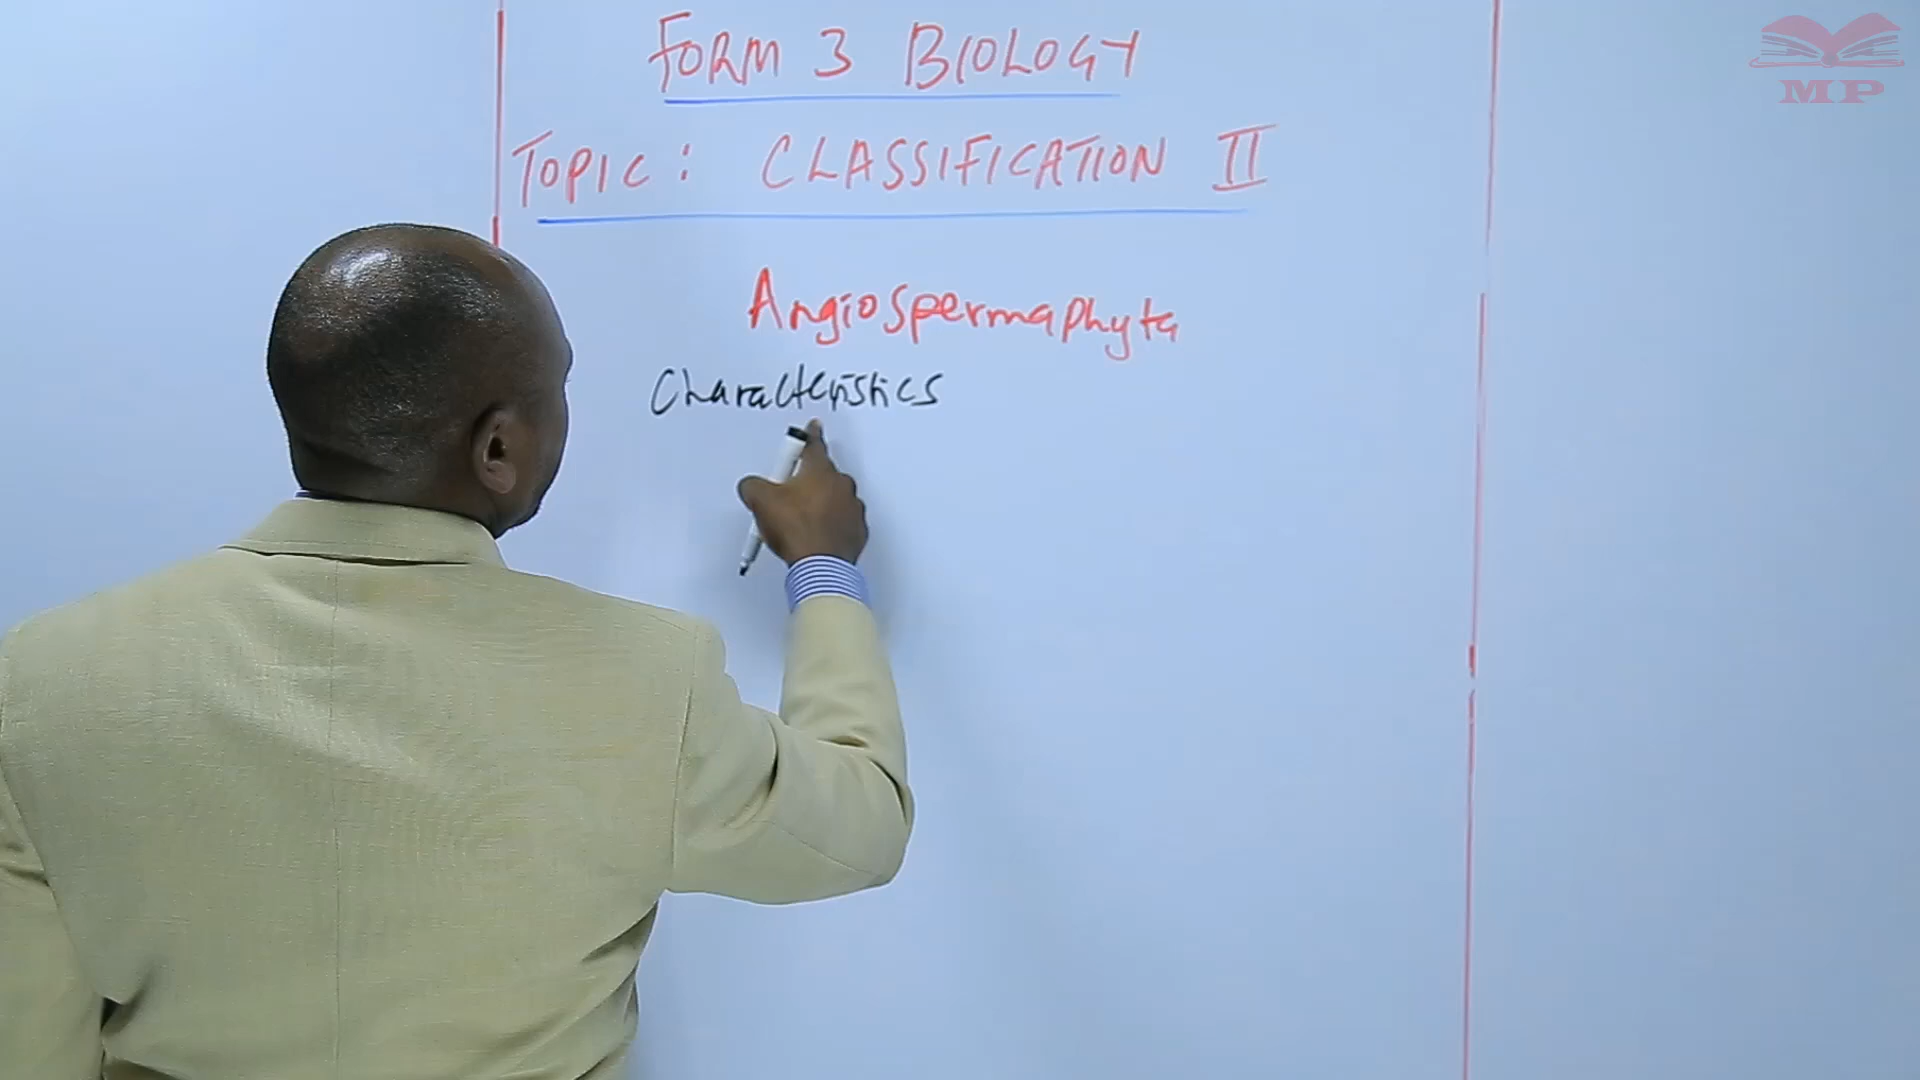 FORM 3 BIOLOGY
TOPIC: CLASSIFICATION II
Angiospermaphyta
Characteristics
MP